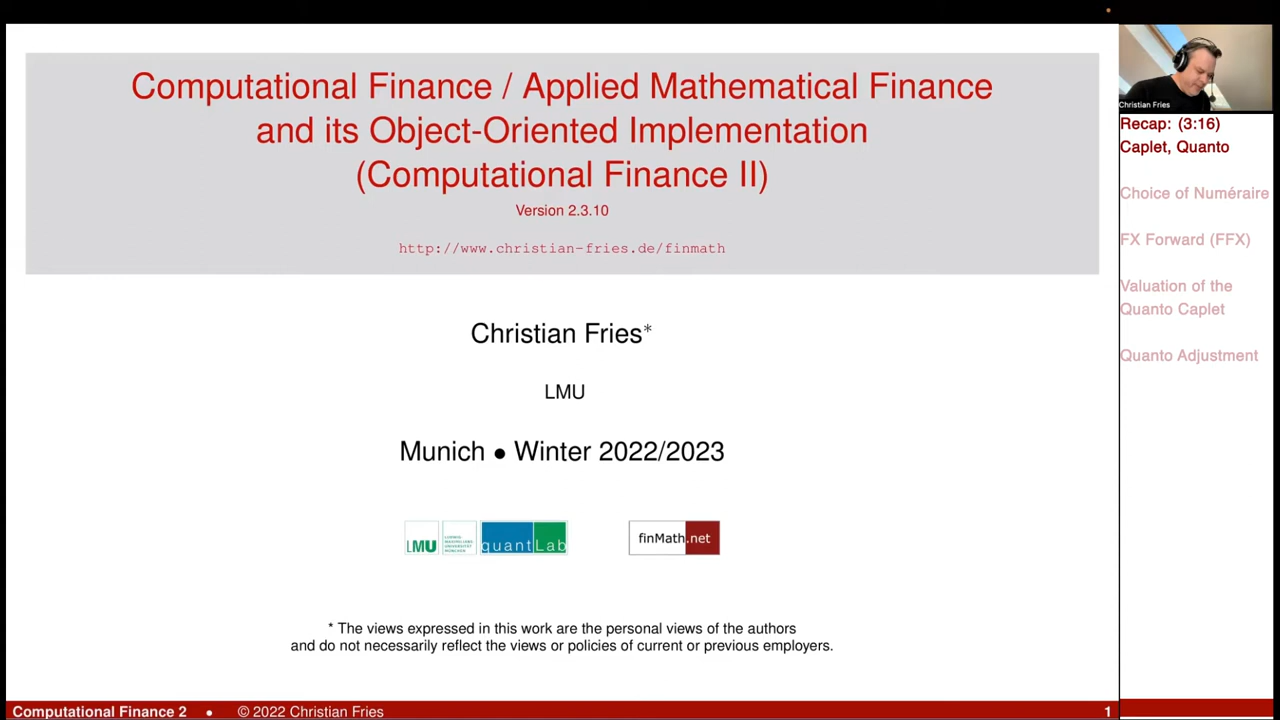 Computational Finance / Applied Mathematical Finance
and its Object-Oriented Implementation
(Computational Finance II)
Version 2.3.10
http://www.christian-fries.de/finmath
Christian Fries*
LMU
Munich • Winter 2022/2023
LMU
LUDWIG
MAXIMILIANS
UNIVERSITÄT
MÜNCHEN
quantLab
finMath.net
* The views expressed in this work are the personal views of the authors
and do not necessarily reflect the views or policies of current or previous employers.
Computational Finance 2 • © 2022 Christian Fries 1
Christian Fries
Recap: (3:16)
Caplet, Quanto
Choice of Numéraire
FX Forward (FFX)
Valuation of the
Quanto Caplet
Quanto Adjustment